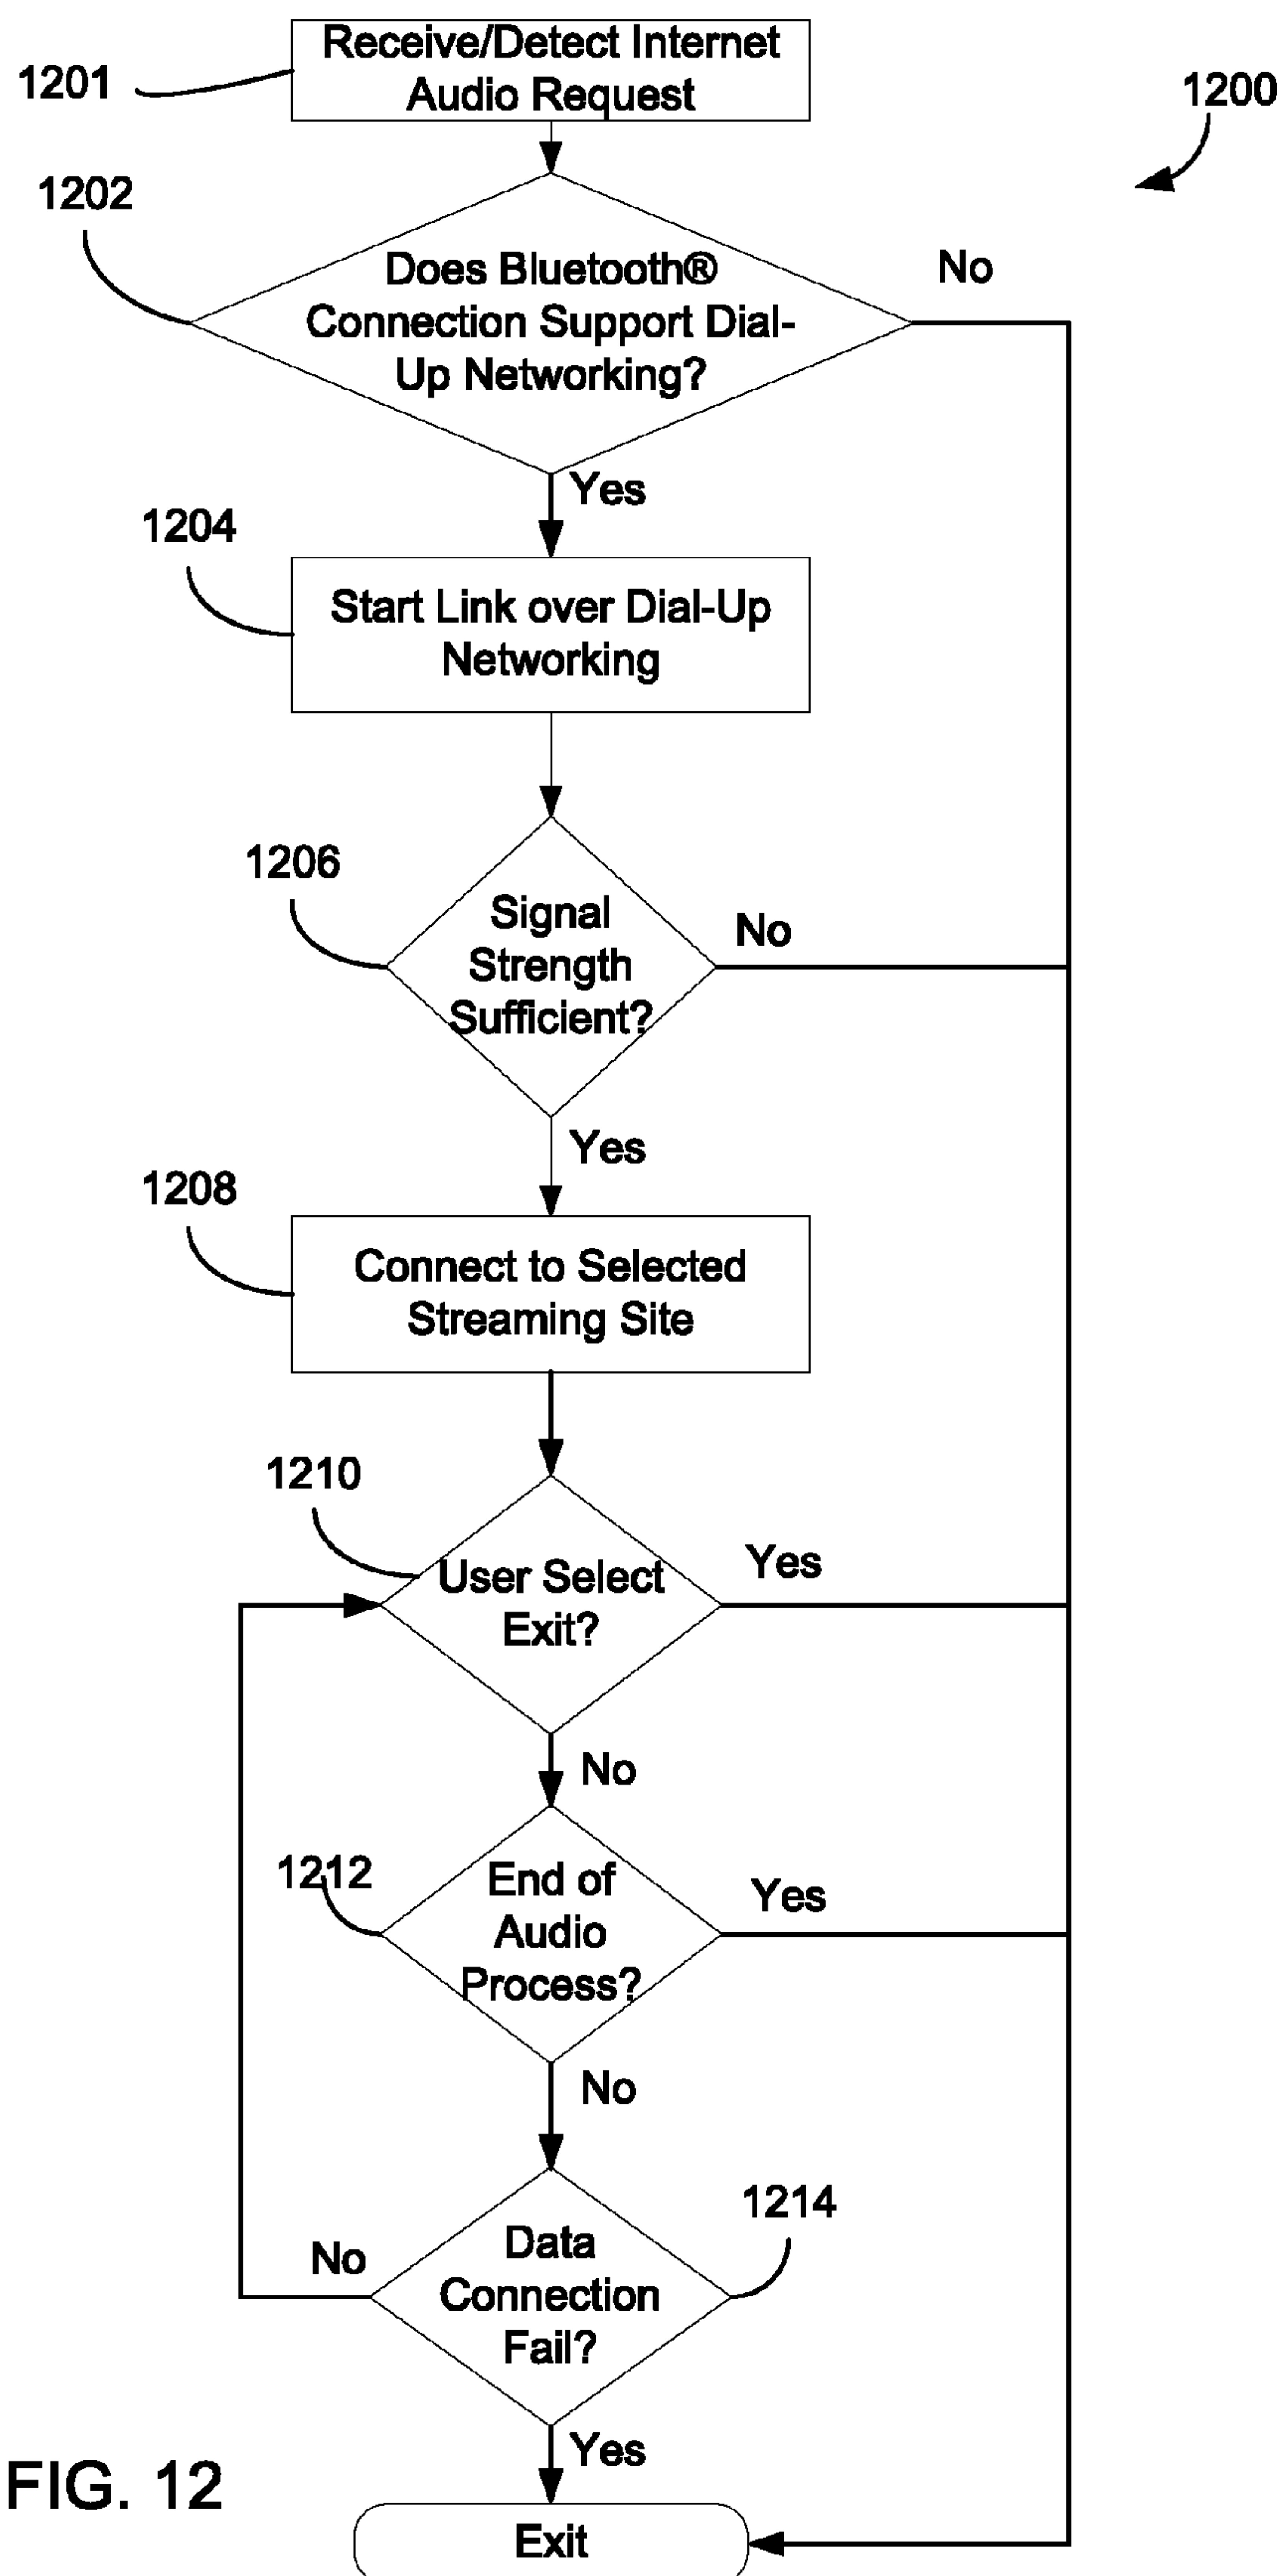 Receive/Detect Internet
Audio Request
1201
1200
1202
Does Bluetooth®
Connection Support Dial-
Up Networking?
No
Yes
1204
Start Link over Dial-Up
Networking
1206
Signal
Strength
Sufficient?
No
Yes
1208
Connect to Selected
Streaming Site
1210
User Select
Exit?
Yes
No
1212
End of
Audio
Process?
Yes
No
1214
Data
Connection
Fail?
No
Yes
FIG. 12
Exit